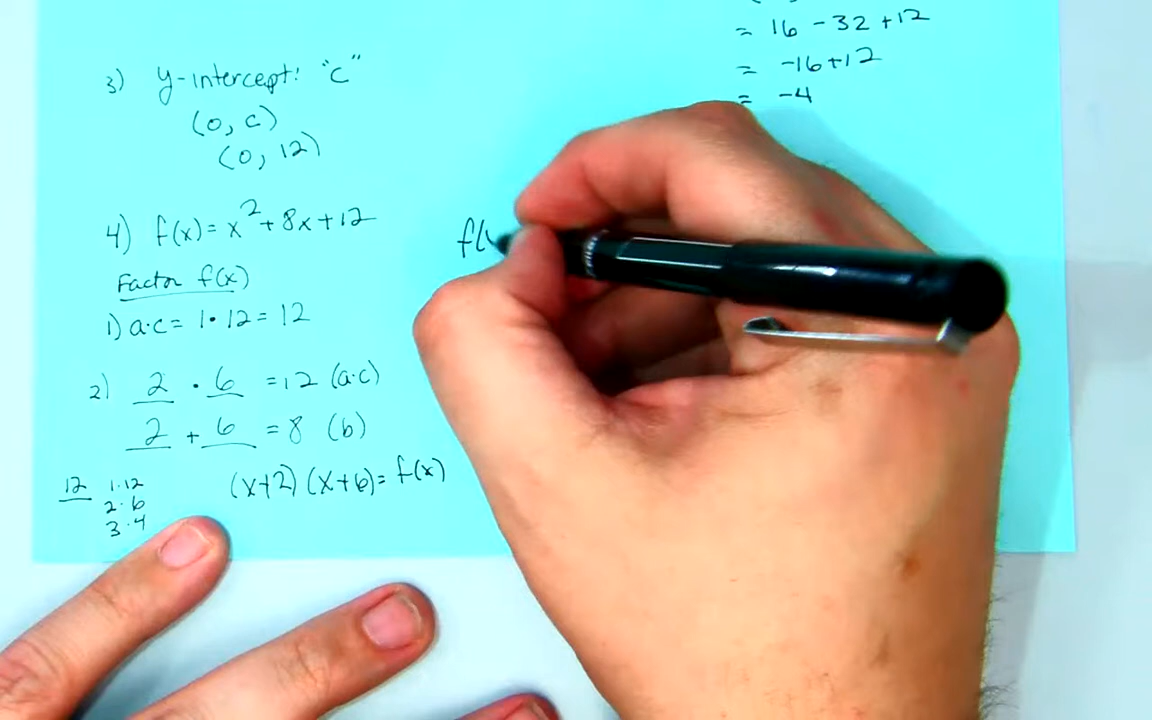 = 16 - 32 + 12
= -16 + 12
= -4
3) y-intercept: "c"
(0, c)
(0, 12)
4) f(x) = x² + 8x + 12
Factor f(x)
1) a·c = 1 · 12 = 12
2) 2 · 6 = 12 (a·c)
2 + 6 = 8 (b)
12 1·12
2·6
3·4
(x+2)(x+6) = f(x)
f(